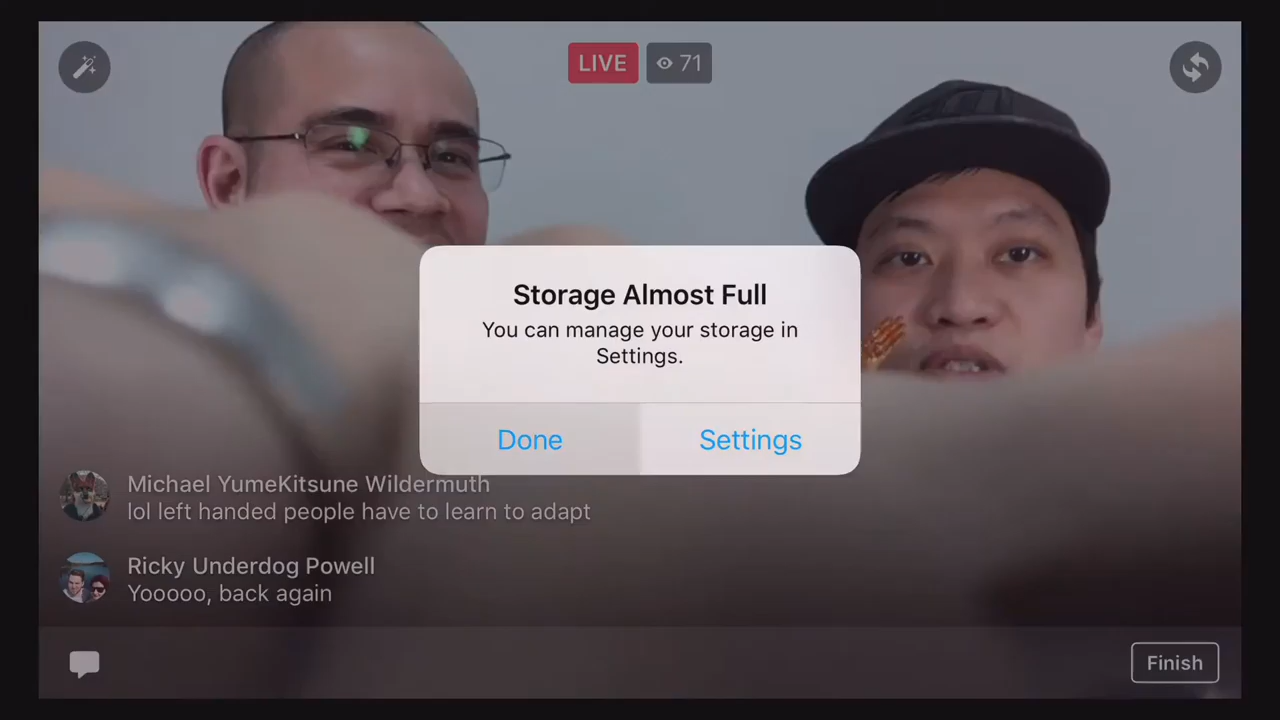 LIVE 71
Storage Almost Full
You can manage your storage in
Settings.
Done Settings
Michael YumeKitsune Wildermuth
lol left handed people have to learn to adapt
Ricky Underdog Powell
Yooooo, back again
Finish